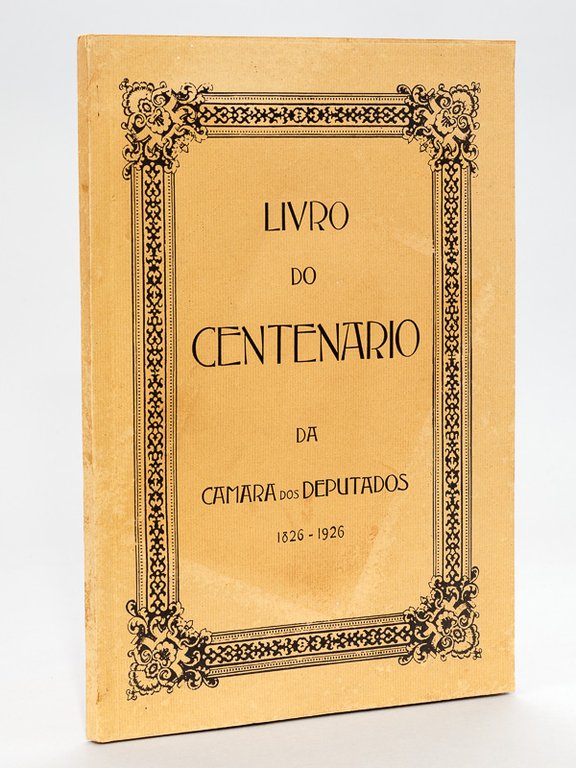 LIVRO
DO
CENTENARIO
DA
CAMARA DOS DEPUTADOS
1826 - 1926